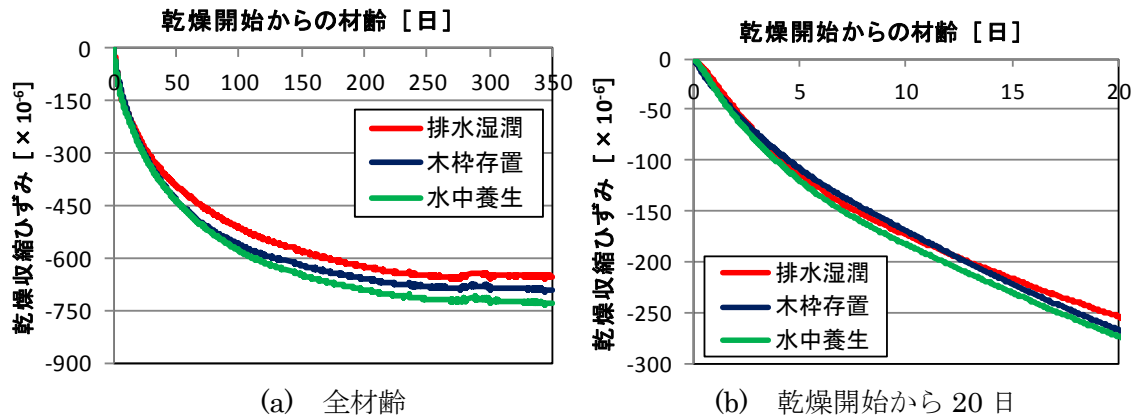 乾燥開始からの材齢［日］
0
0 50 100 150 200 250 300 350
-150
-300
-450
-600
-750
-900
乾燥収縮ひずみ［×10⁻⁶］
排水湿潤
木枠存置
水中養生
(a) 全材齢
乾燥開始からの材齢［日］
0
0 5 10 15 20
-50
-100
-150
-200
-250
-300
乾燥収縮ひずみ［×10⁻⁶］
排水湿潤
木枠存置
水中養生
(b) 乾燥開始から 20 日